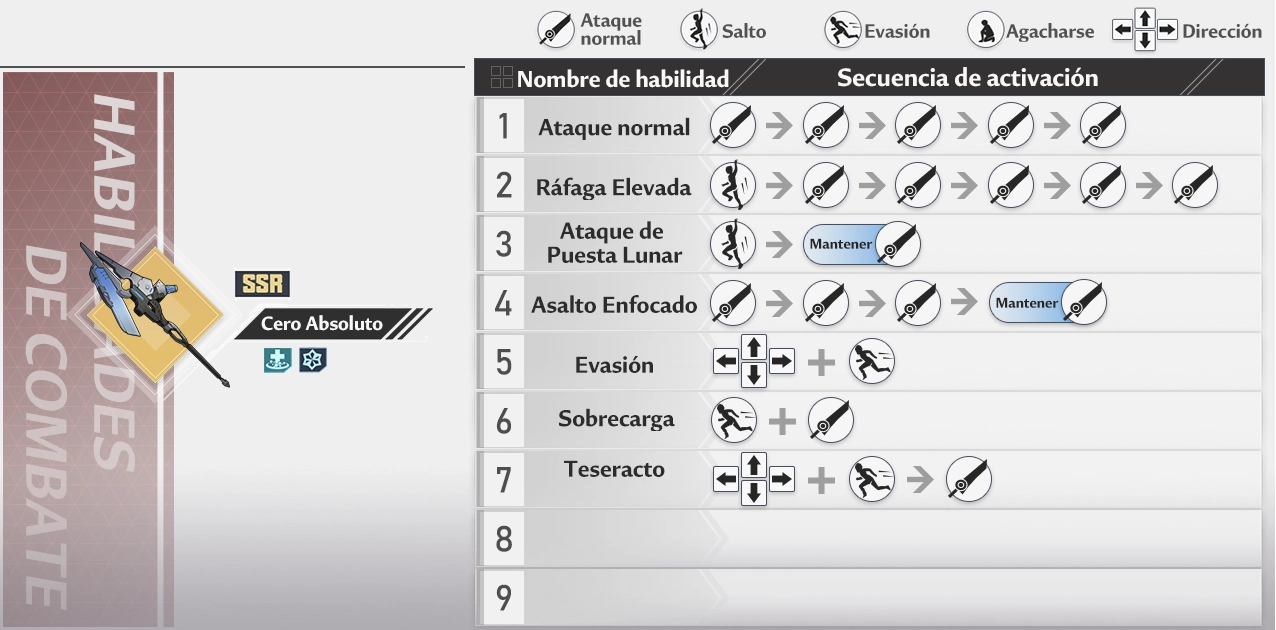 Ataque
normal
Salto
Evasión
Agacharse
Dirección
HABILIDADES
DE COMBATE
SSR
Cero Absoluto
Nombre de habilidad
Secuencia de activación
1 Ataque normal
2 Ráfaga Elevada
3 Ataque de
Puesta Lunar
Mantener
4 Asalto Enfocado
Mantener
5 Evasión
6 Sobrecarga
7 Teseracto
8
9